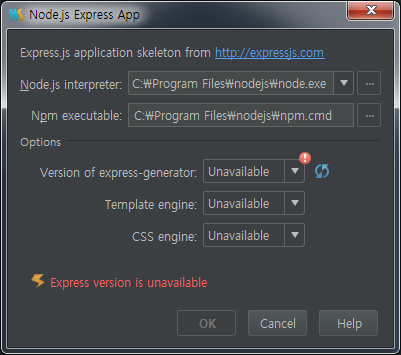 Node.js Express App
Express.js application skeleton from http://expressjs.com
Node.js interpreter: C:₩Program Files₩nodejs₩node.exe ...
Npm executable: C:₩Program Files₩nodejs₩npm.cmd ...
Options
Version of express-generator: Unavailable
Template engine: Unavailable
CSS engine: Unavailable
Express version is unavailable
OK Cancel Help